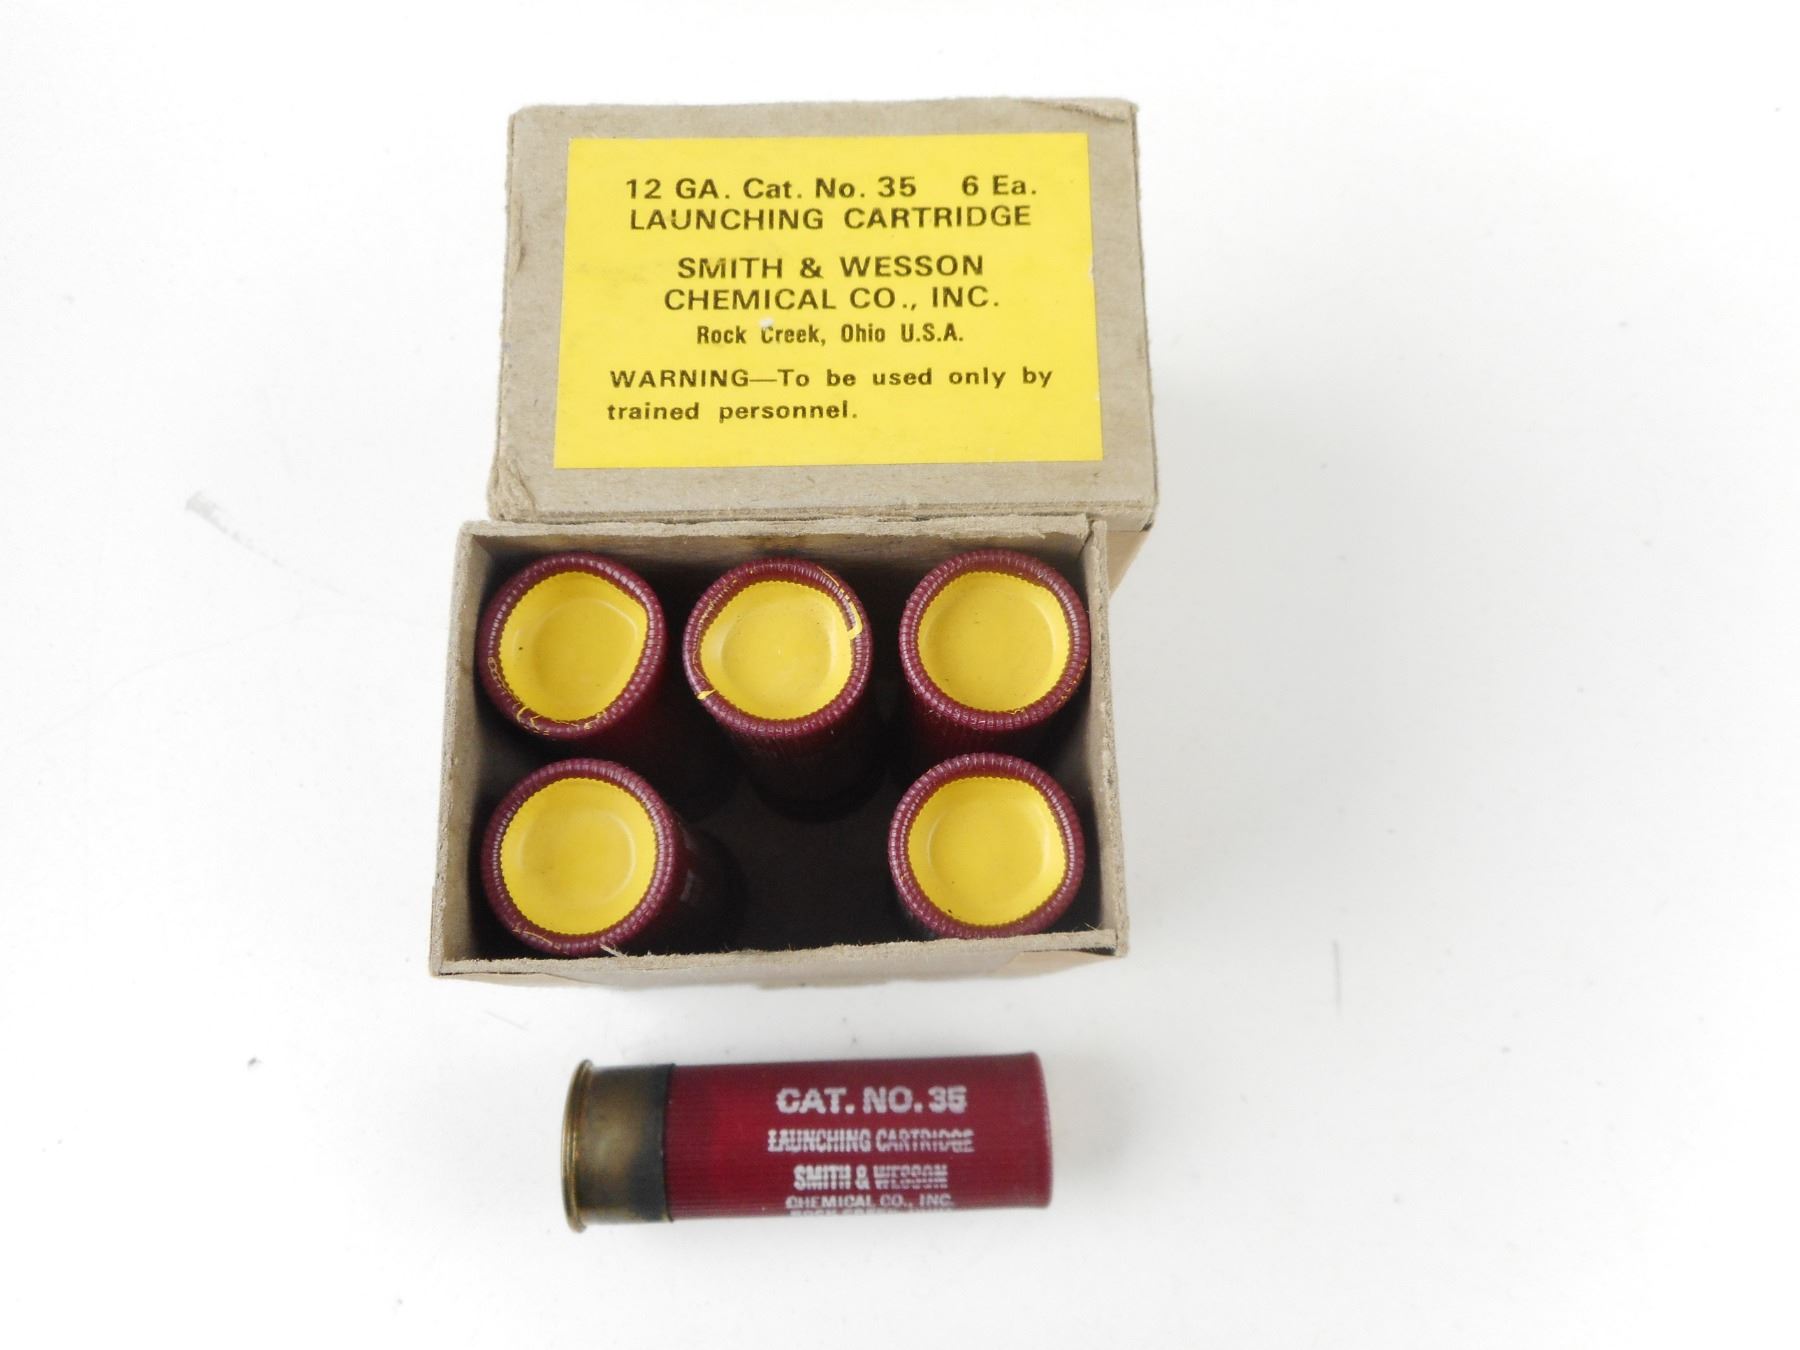 12 GA. Cat. No. 35 6 Ea.
LAUNCHING CARTRIDGE
SMITH & WESSON
CHEMICAL CO., INC.
Rock Creek, Ohio U.S.A.
WARNING—To be used only by
trained personnel.
CAT. NO. 35
LAUNCHING CARTRIDGE
SMITH & WESSON
CHEMICAL CO., INC.